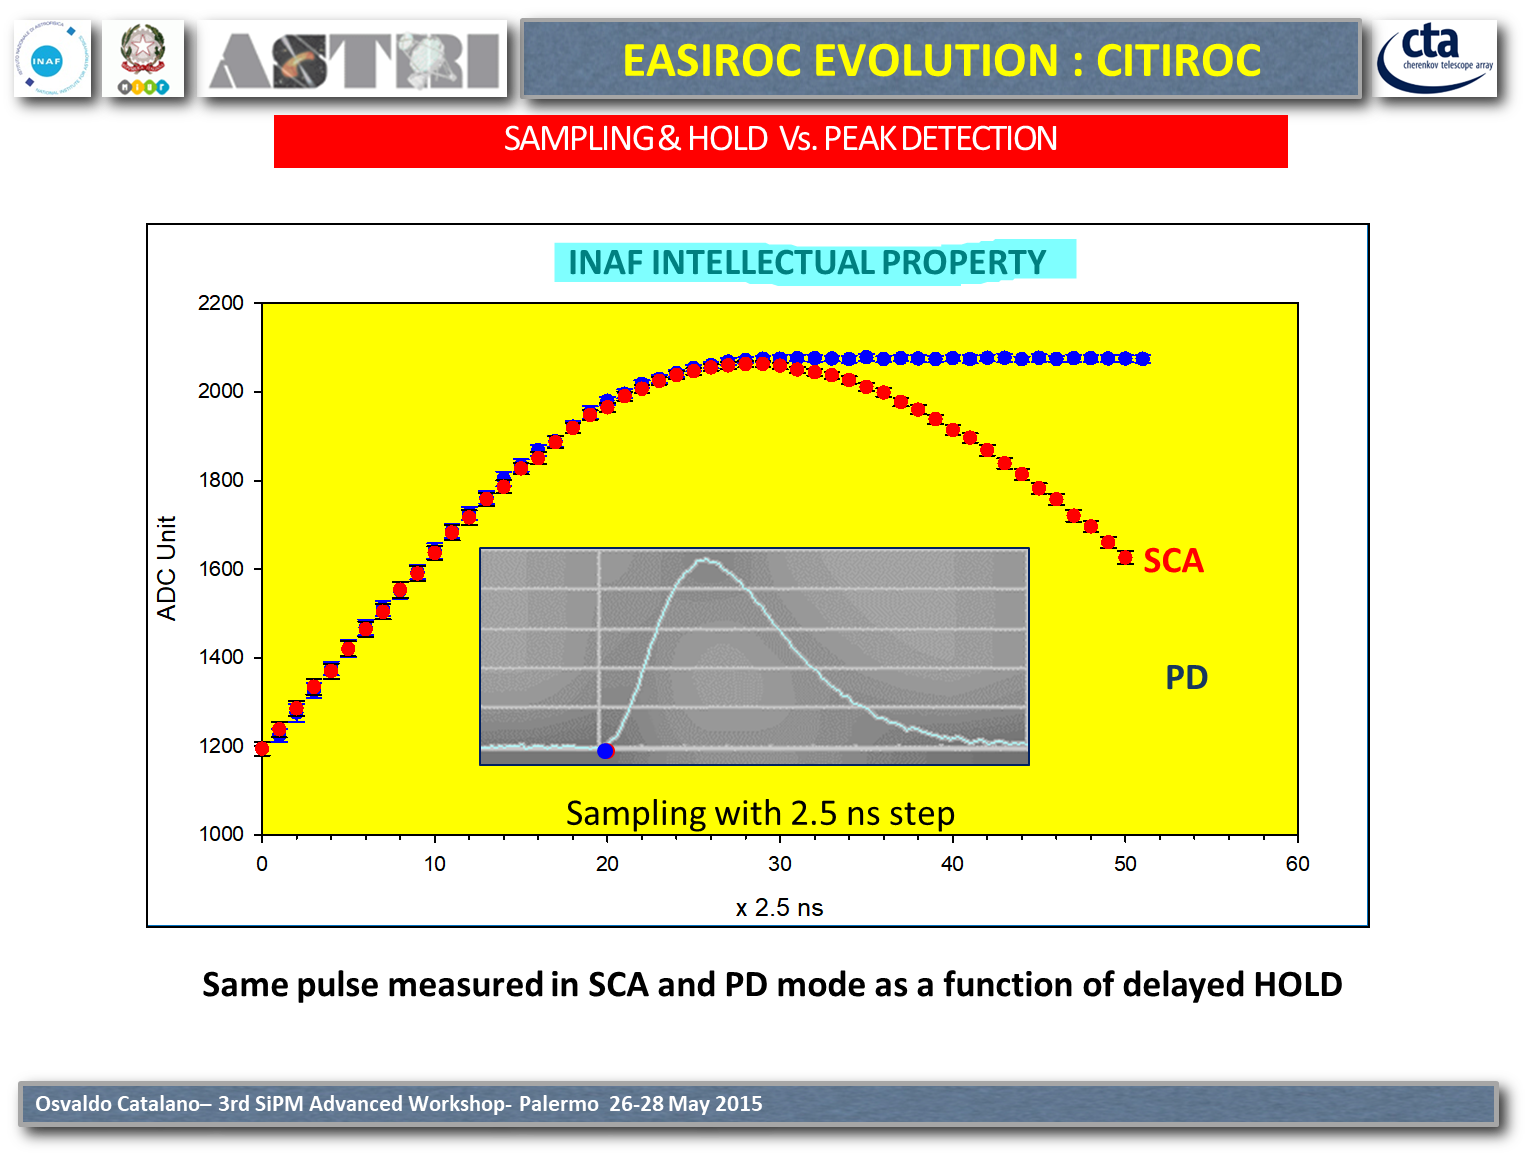 INAF
ASTRI
EASIROC EVOLUTION : CITIROC
cta
cherenkov telescope array
SAMPLING & HOLD Vs. PEAK DETECTION
INAF INTELLECTUAL PROPERTY
2200
2000
1800
1600
1400
1200
1000
ADC Unit
SCA
PD
Sampling with 2.5 ns step
0 10 20 30 40 50 60
x 2.5 ns
Same pulse measured in SCA and PD mode as a function of delayed HOLD
Osvaldo Catalano– 3rd SiPM Advanced Workshop- Palermo 26-28 May 2015